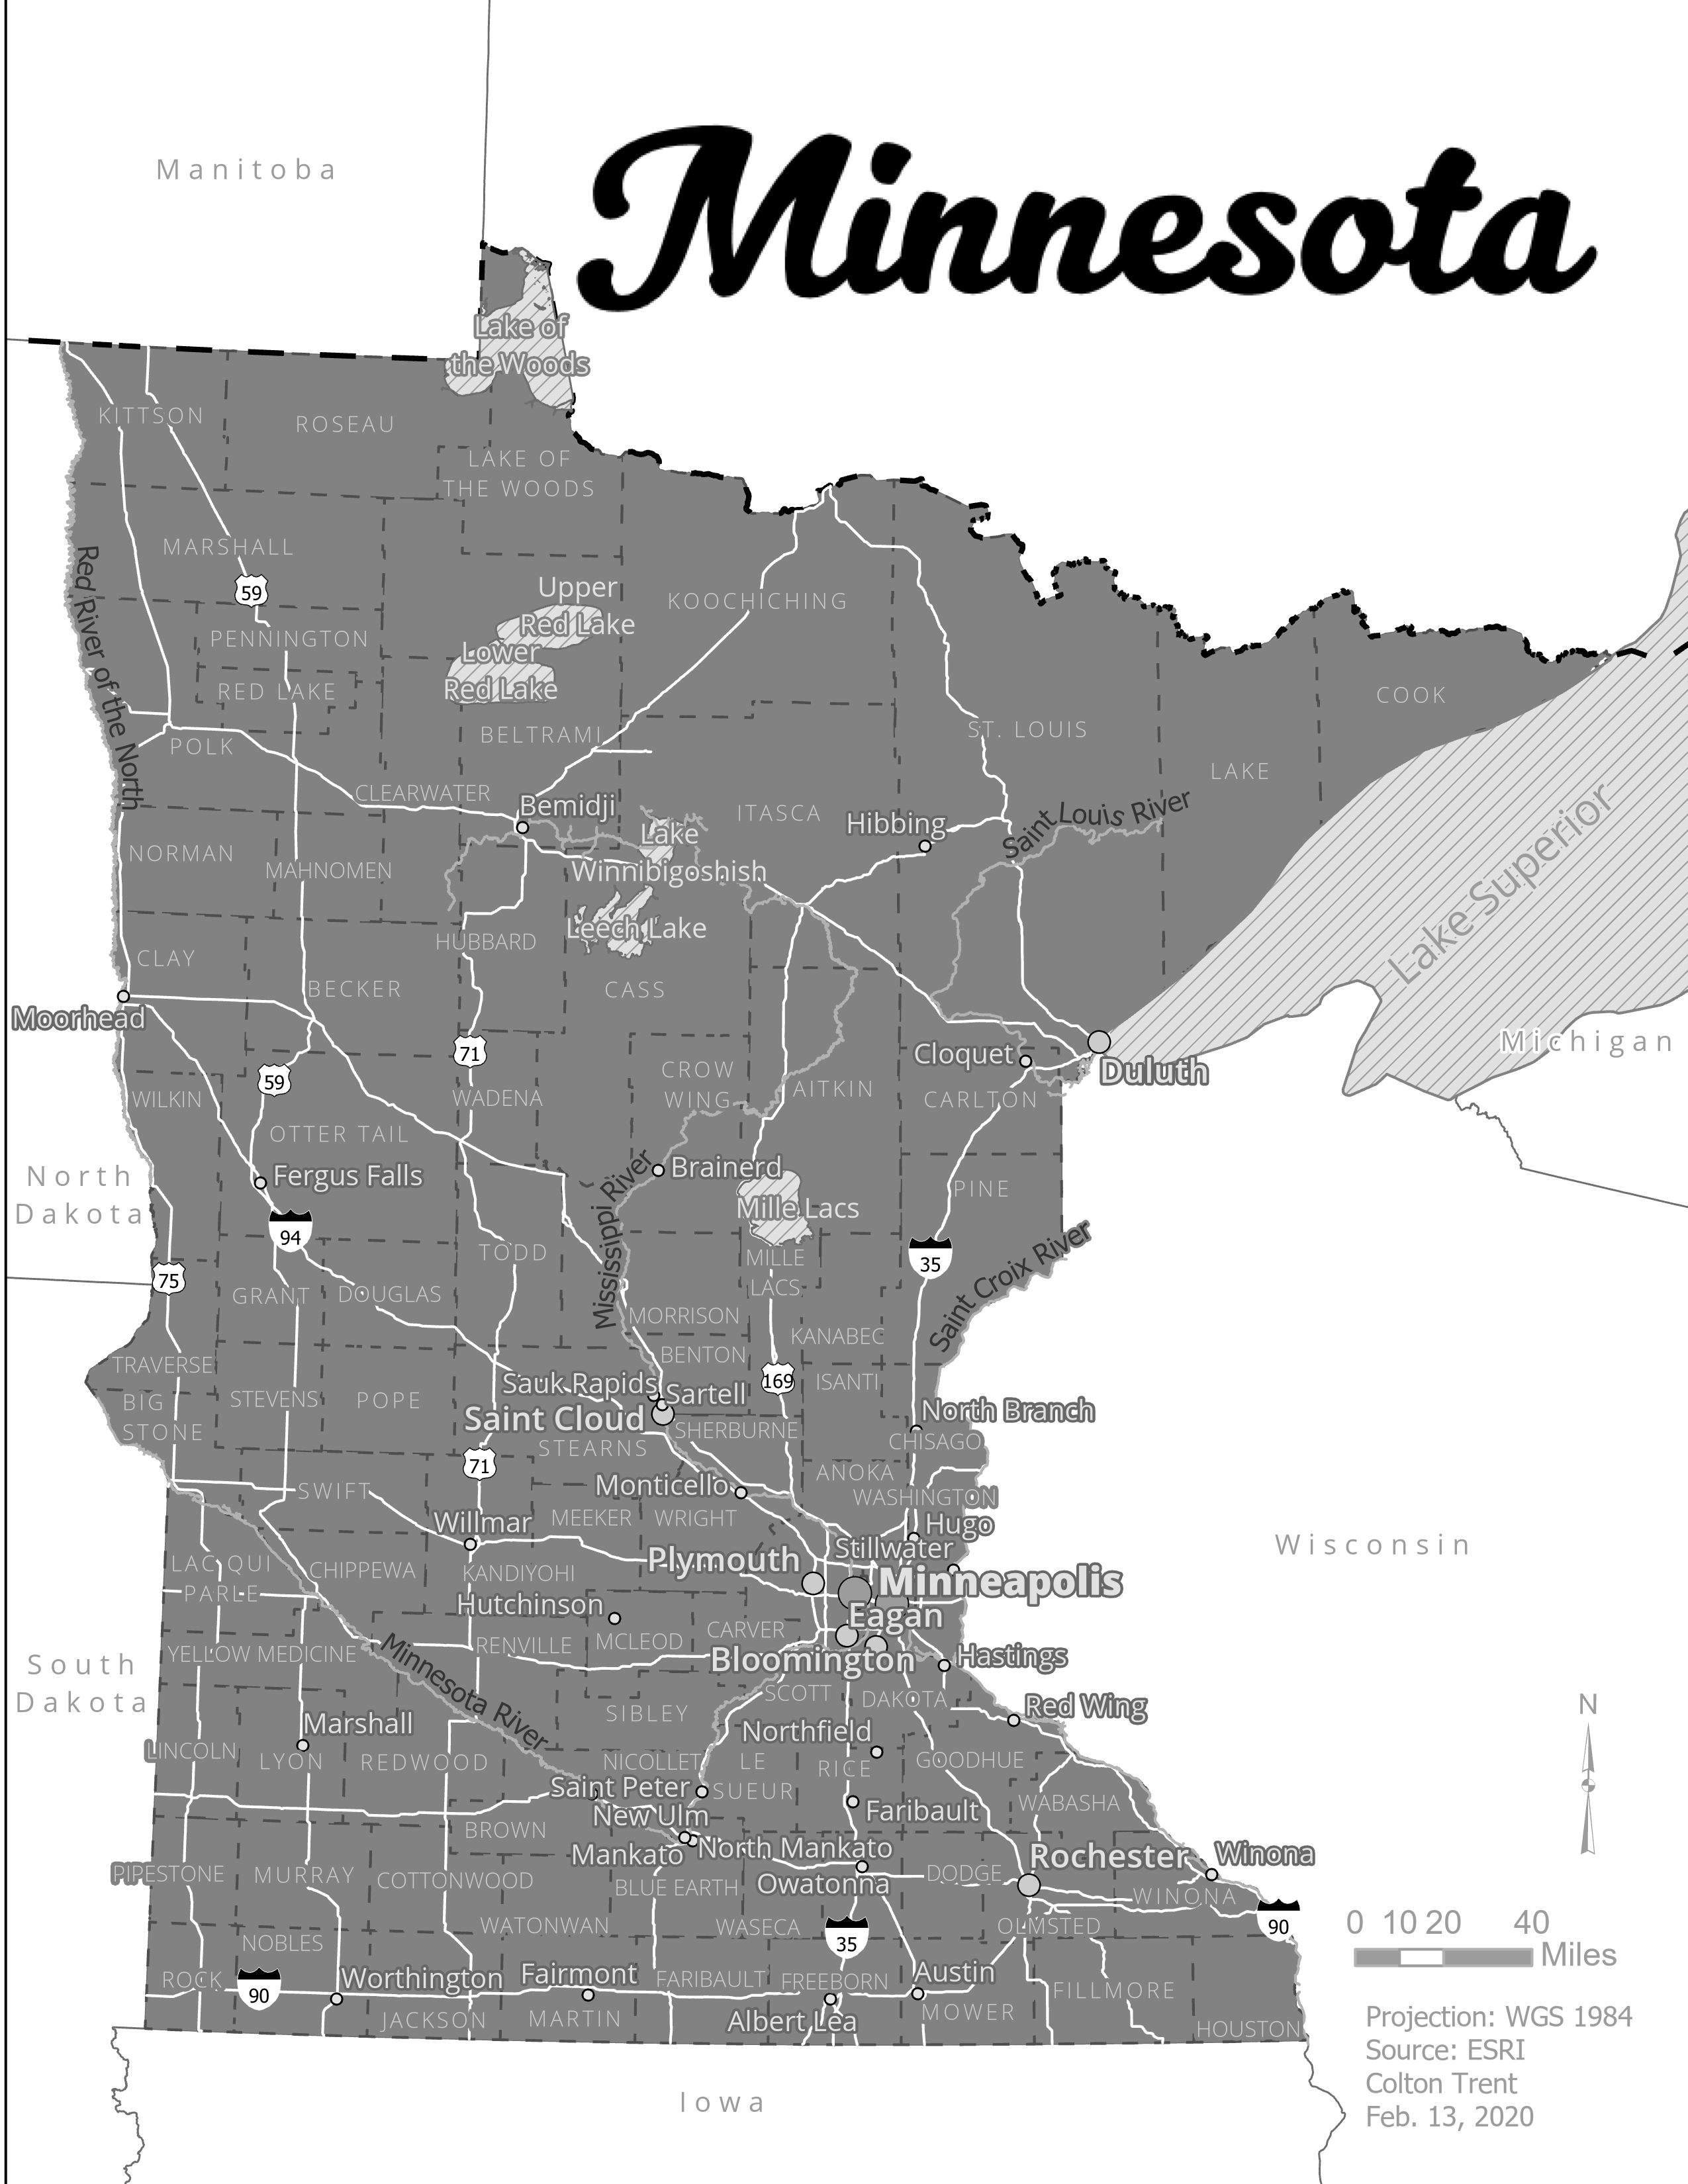 Minnesota
Manitoba
Lake of
the Woods
KITTSON
ROSEAU
LAKE OF
THE WOODS
MARSHALL
Red River of the North
59
Upper
Red Lake
KOOCHICHING
PENNINGTON
Lower
Red Lake
RED LAKE
COOK
ST. LOUIS
BELTRAMI
POLK
LAKE
CLEARWATER
Bemidji
ITASCA
Hibbing
Saint Louis River
Lake
Winnibigoshish
NORMAN
MAHNOMEN
Lake Superior
Leech Lake
HUBBARD
CLAY
BECKER
CASS
Moorhead
71
Cloquet
Duluth
Michigan
59
CROW
WING
AITKIN
WILKIN
WADENA
CARLTON
OTTER TAIL
North
Dakota
Fergus Falls
Brainerd
PINE
Mississippi River
Mille Lacs
94
TODD
MILLE
LACS
35
Saint Croix River
75
GRANT
DOUGLAS
MORRISON
KANABEC
TRAVERSE
BENTON
Sauk Rapids
Sartell
169
ISANTI
BIG
STONE
STEVENS
POPE
North Branch
Saint Cloud
SHERBURNE
CHISAGO
STEARNS
71
ANOKA
Monticello
SWIFT
WASHINGTON
MEEKER
WRIGHT
Willmar
Hugo
Stillwater
Wisconsin
LAC QUI
PARLE
CHIPPEWA
KANDIYOHI
Plymouth
Minneapolis
Hutchinson
Eagan
CARVER
YELLOW MEDICINE
Minnesota River
RENVILLE
MCLEOD
Bloomington
Hastings
South
Dakota
SCOTT
DAKOTA
Red Wing
N
SIBLEY
Marshall
Northfield
LINCOLN
LYON
REDWOOD
NICOLLET
LE
SUEUR
RICE
GOODHUE
Saint Peter
WABASHA
New Ulm
Faribault
BROWN
Mankato
North Mankato
Rochester
Winona
PIPESTONE
MURRAY
COTTONWOOD
BLUE EARTH
Owatonna
DODGE
WINONA
WATONWAN
WASECA
35
OLMSTED
90
0 10 20 40
Miles
NOBLES
ROCK
90
Worthington
Fairmont
FARIBAULT
FREEBORN
Austin
FILLMORE
JACKSON
MARTIN
Albert Lea
MOWER
HOUSTON
Projection: WGS 1984
Source: ESRI
Colton Trent
Feb. 13, 2020
Iowa